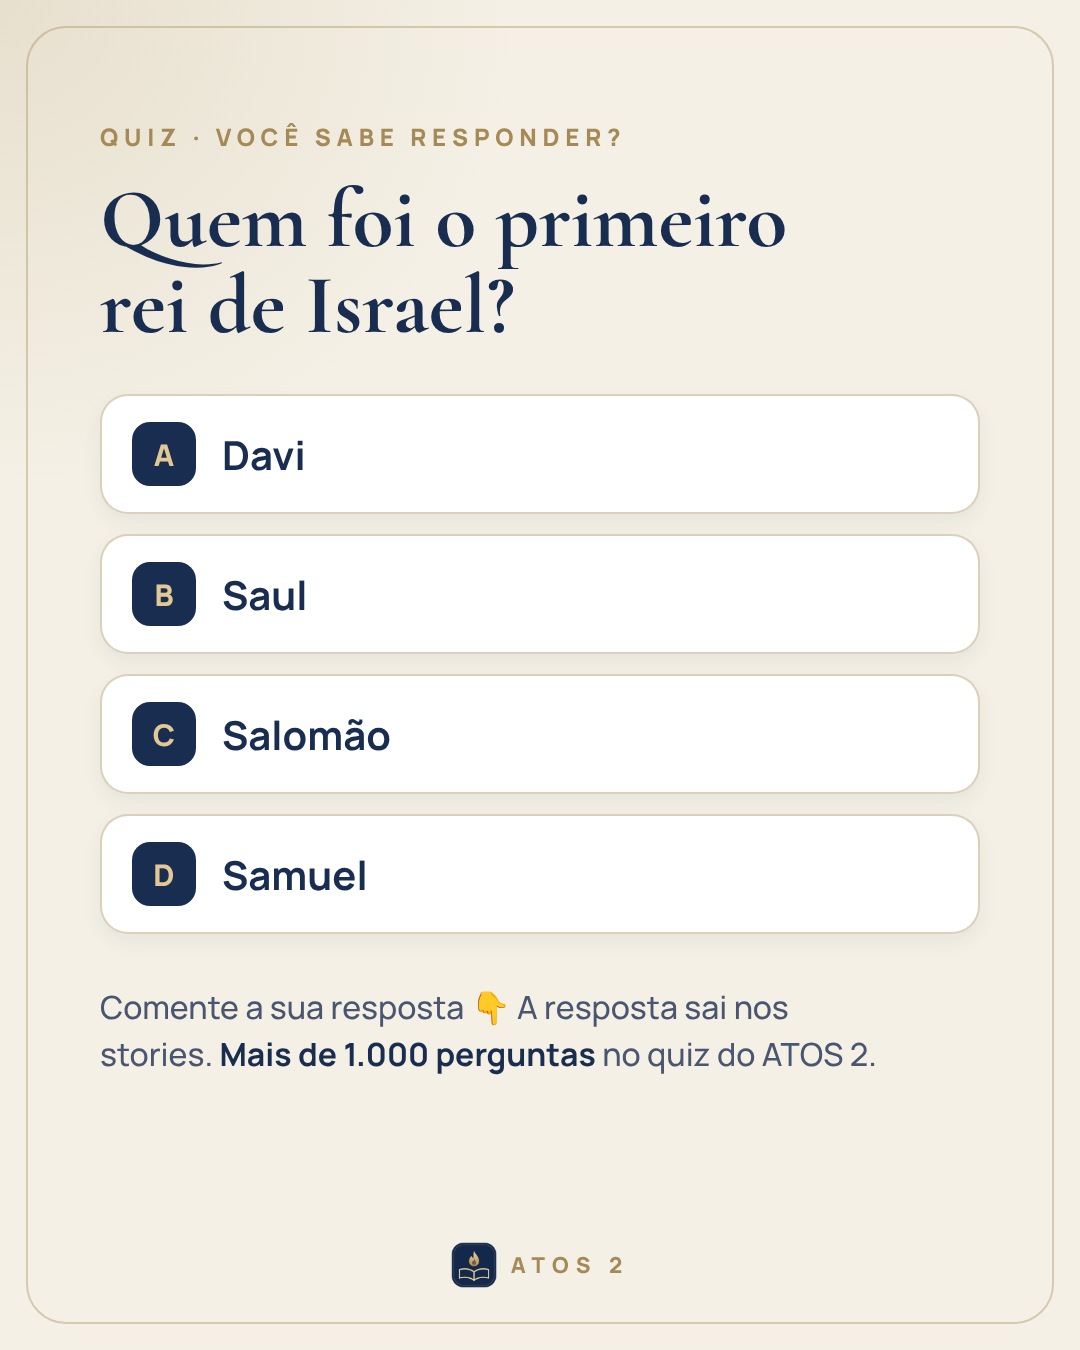 QUIZ · VOCÊ SABE RESPONDER?
Quem foi o primeiro
rei de Israel?
A Davi
B Saul
C Salomão
D Samuel
Comente a sua resposta 👇 A resposta sai nos
stories. Mais de 1.000 perguntas no quiz do ATOS 2.
ATOS 2